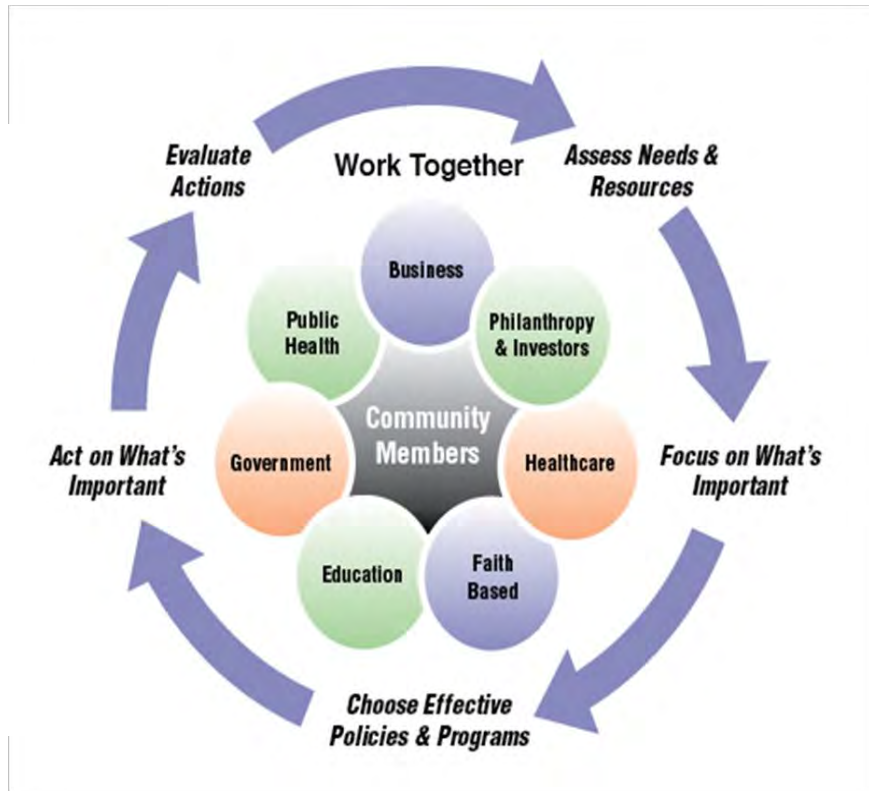 Work Together
Evaluate
Actions
Assess Needs &
Resources
Business
Public
Health
Philanthropy
& Investors
Community
Members
Government
Healthcare
Act on What's
Important
Focus on What's
Important
Education
Faith
Based
Choose Effective
Policies & Programs